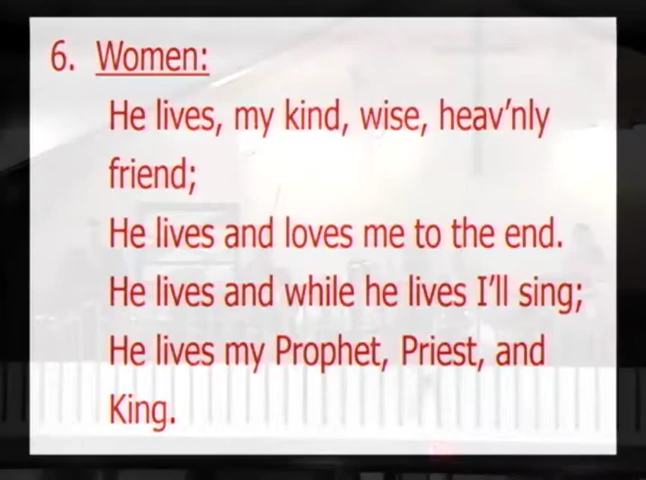 6. Women:
He lives, my kind, wise, heav'nly
friend;
He lives and loves me to the end.
He lives and while he lives I'll sing;
He lives my Prophet, Priest, and
King.